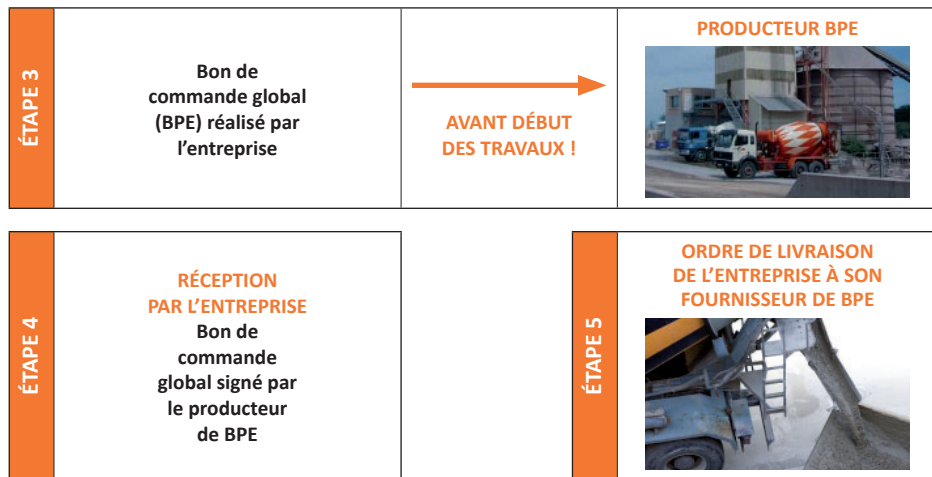 ÉTAPE 3
Bon de
commande global
(BPE) réalisé par
l’entreprise
AVANT DÉBUT
DES TRAVAUX !
PRODUCTEUR BPE
ÉTAPE 4
RÉCEPTION
PAR L’ENTREPRISE
Bon de
commande
global signé par
le producteur
de BPE
ÉTAPE 5
ORDRE DE LIVRAISON
DE L’ENTREPRISE À SON
FOURNISSEUR DE BPE